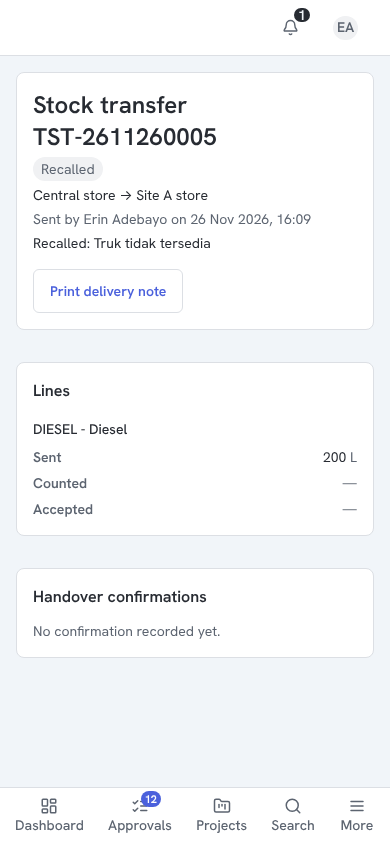 1
EA
Stock transfer
TST-2611260005
Recalled
Central store → Site A store
Sent by Erin Adebayo on 26 Nov 2026, 16:09
Recalled: Truk tidak tersedia
Print delivery note
Lines
DIESEL - Diesel
Sent 200 L
Counted —
Accepted —
Handover confirmations
No confirmation recorded yet.
12
Dashboard Approvals Projects Search More